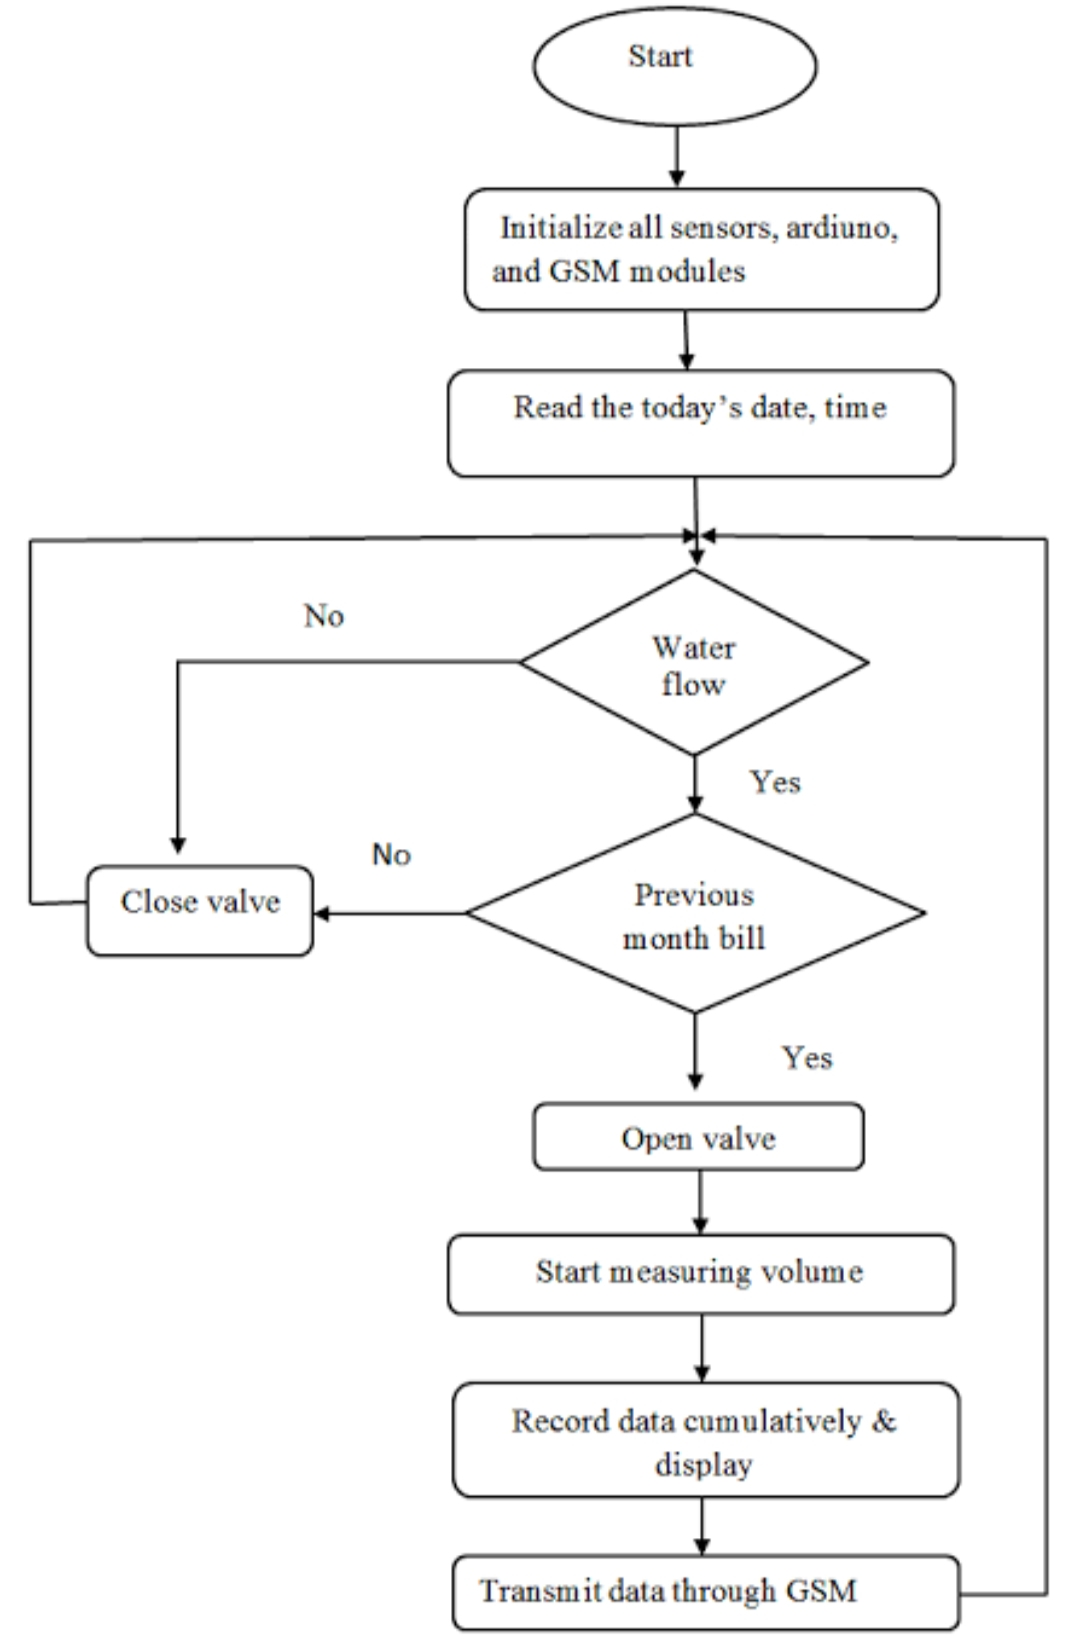 Start
Initialize all sensors, ardiuno,
and GSM modules
Read the today’s date, time
No
Water
flow
Yes
No
Close valve
Previous
month bill
Yes
Open valve
Start measuring volume
Record data cumulatively &
display
Transmit data through GSM